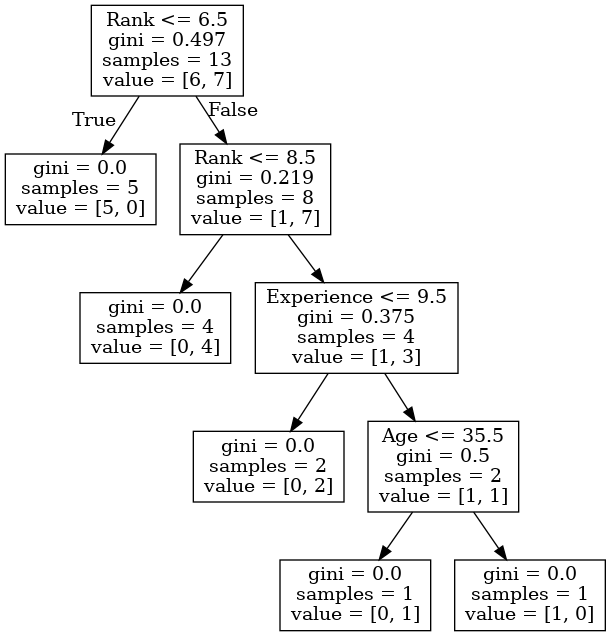 Rank <= 6.5
gini = 0.497
samples = 13
value = [6, 7]
True
False
gini = 0.0
samples = 5
value = [5, 0]
Rank <= 8.5
gini = 0.219
samples = 8
value = [1, 7]
gini = 0.0
samples = 4
value = [0, 4]
Experience <= 9.5
gini = 0.375
samples = 4
value = [1, 3]
gini = 0.0
samples = 2
value = [0, 2]
Age <= 35.5
gini = 0.5
samples = 2
value = [1, 1]
gini = 0.0
samples = 1
value = [0, 1]
gini = 0.0
samples = 1
value = [1, 0]